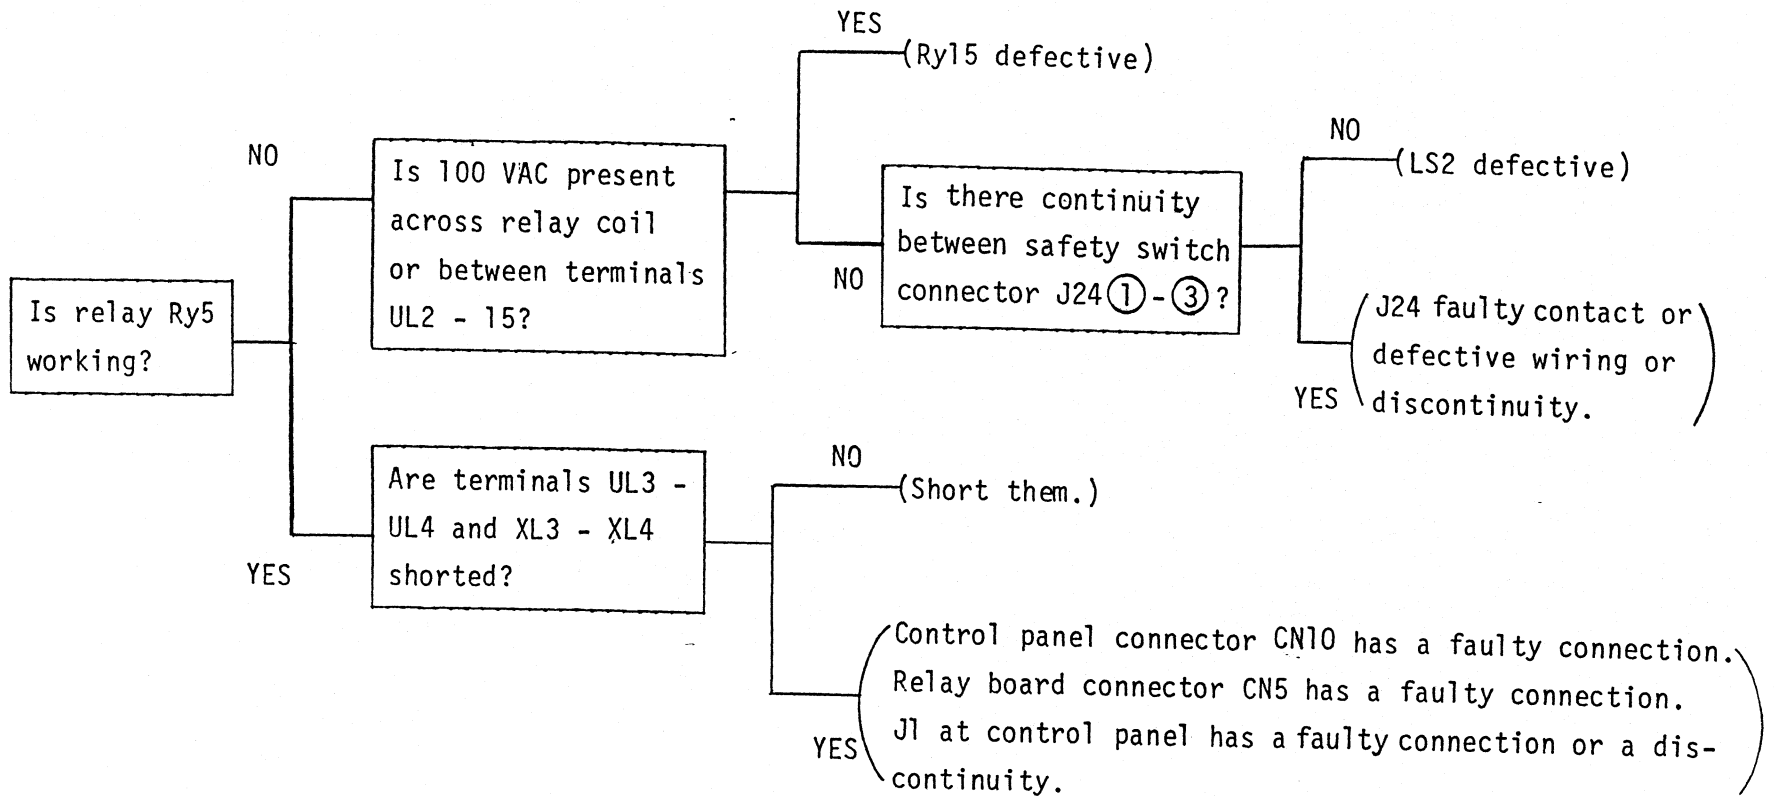 YES
(Ry15 defective)
NO
(LS2 defective)
NO
Is 100 VAC present
across relay coil
or between terminals
UL2 - 15?
Is there continuity
between safety switch
connector J24①-③?
NO
Is relay Ry5
working?
J24 faulty contact or
defective wiring or
discontinuity.
YES
NO
(Short them.)
Are terminals UL3 -
UL4 and XL3 - XL4
shorted?
YES
Control panel connector CN10 has a faulty connection.
Relay board connector CN5 has a faulty connection.
J1 at control panel has a faulty connection or a dis-
continuity.
YES